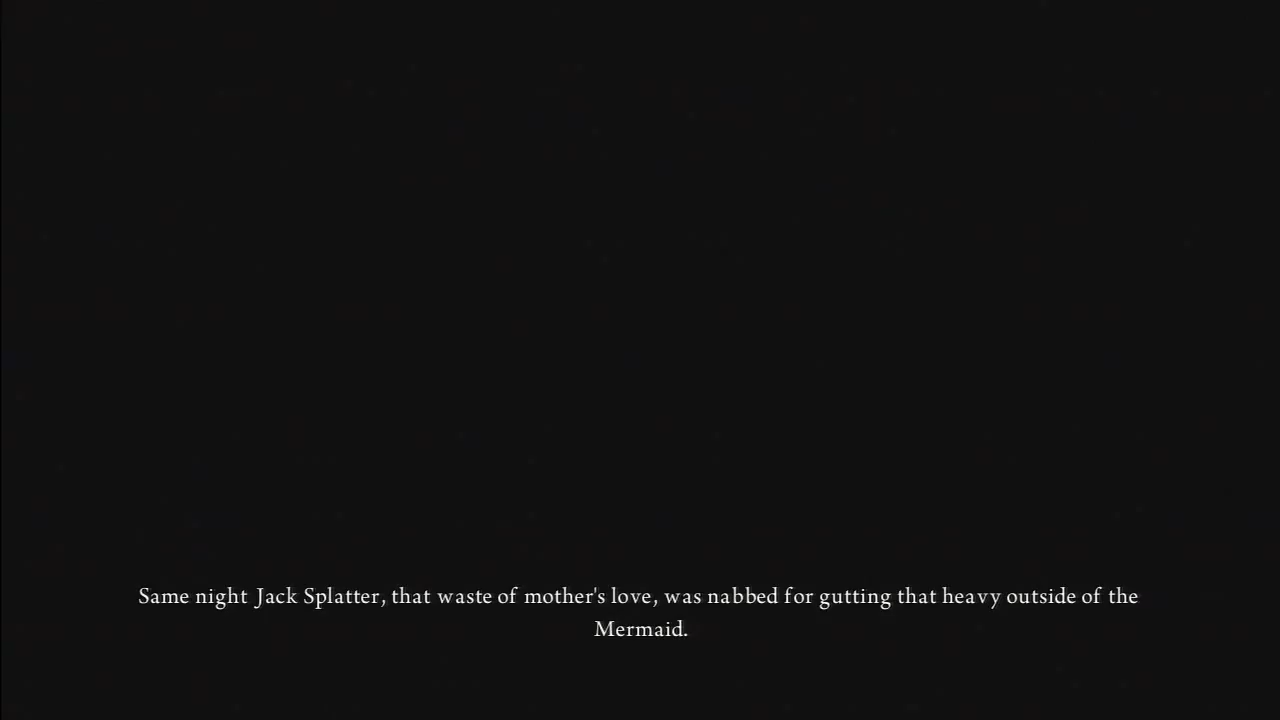 Same night Jack Splatter, that waste of mother's love, was nabbed for gutting that heavy outside of the
Mermaid.